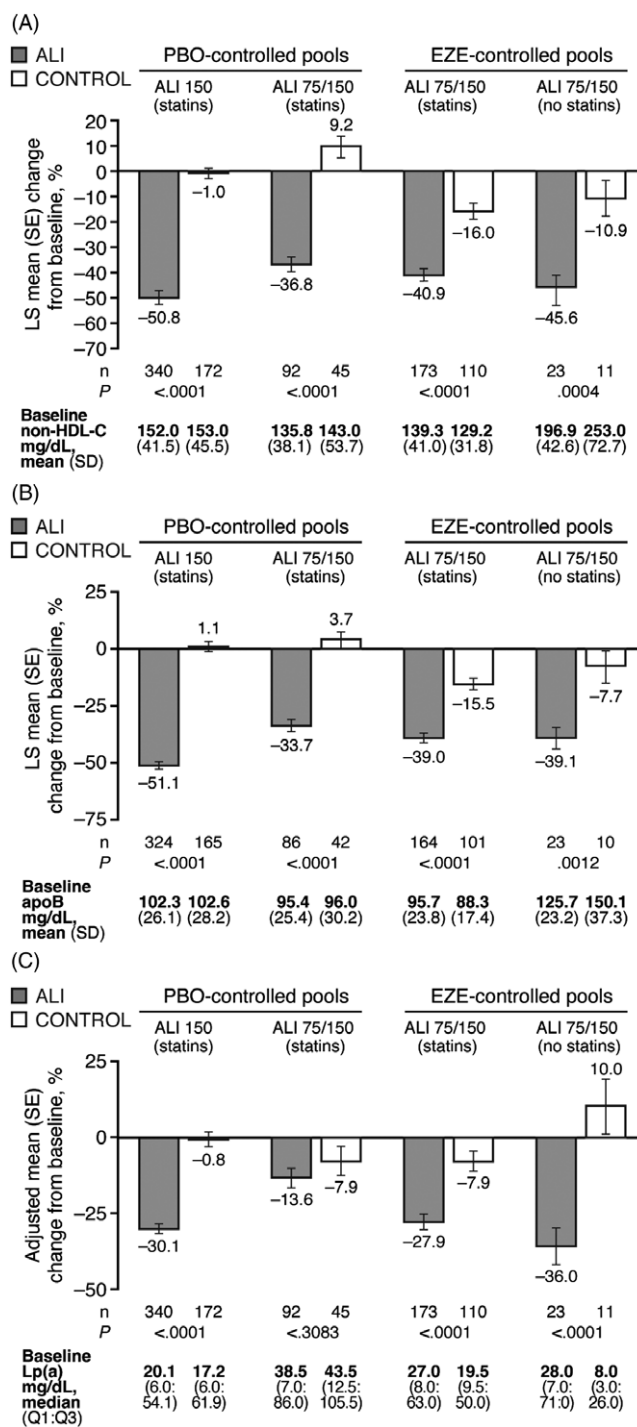 (A)
ALI
CONTROL
PBO-controlled pools
EZE-controlled pools
ALI 150
(statins)
ALI 75/150
(statins)
ALI 75/150
(statins)
ALI 75/150
(no statins)
LS mean (SE) change
from baseline, %
20
10
0
−10
−20
−30
−40
−50
−60
−70
−50.8
−1.0
−36.8
9.2
−40.9
−16.0
−45.6
−10.9
n 340 172 92 45 173 110 23 11
P <.0001 <.0001 <.0001 .0004
Baseline
non-HDL-C 152.0 153.0 135.8 143.0 139.3 129.2 196.9 253.0
mg/dL, (41.5) (45.5) (38.1) (53.7) (41.0) (31.8) (42.6) (72.7)
mean (SD)
(B)
ALI
CONTROL
PBO-controlled pools
EZE-controlled pools
ALI 150
(statins)
ALI 75/150
(statins)
ALI 75/150
(statins)
ALI 75/150
(no statins)
LS mean (SE)
change from baseline, %
25
0
−25
−50
−75
−51.1
1.1
−33.7
3.7
−39.0
−15.5
−39.1
−7.7
n 324 165 86 42 164 101 23 10
P <.0001 <.0001 <.0001 .0012
Baseline
apoB 102.3 102.6 95.4 96.0 95.7 88.3 125.7 150.1
mg/dL, (26.1) (28.2) (25.4) (30.2) (23.8) (17.4) (23.2) (37.3)
mean (SD)
(C)
ALI
CONTROL
PBO-controlled pools
EZE-controlled pools
ALI 150
(statins)
ALI 75/150
(statins)
ALI 75/150
(statins)
ALI 75/150
(no statins)
Adjusted mean (SE)
change from baseline, %
25
0
−25
−50
−30.1
−0.8
−13.6
−7.9
−27.9
−7.9
−36.0
10.0
n 340 172 92 45 173 110 23 11
P <.0001 <.3083 <.0001 <.0001
Baseline
Lp(a) 20.1 17.2 38.5 43.5 27.0 19.5 28.0 8.0
mg/dL, (6.0: (6.0: (7.0: (12.5: (8.0: (9.5: (7.0: (3.0:
median 54.1) 61.9) 86.0) 105.5) 63.0) 50.0) 71:0) 26.0)
(Q1:Q3)